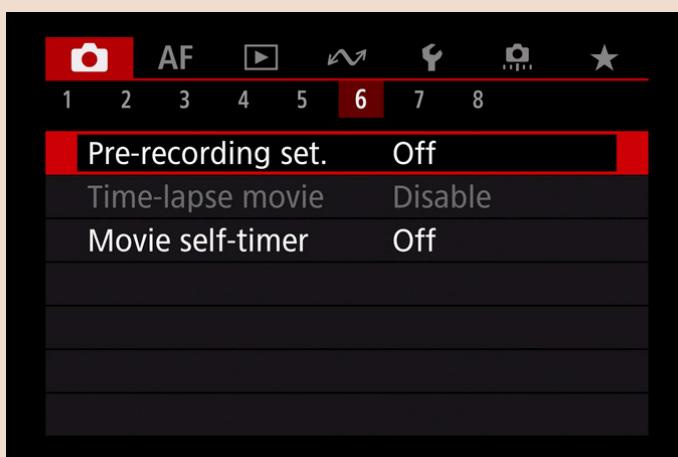 AF
1 2 3 4 5 6 7 8
Pre-recording set. Off
Time-lapse movie Disable
Movie self-timer Off